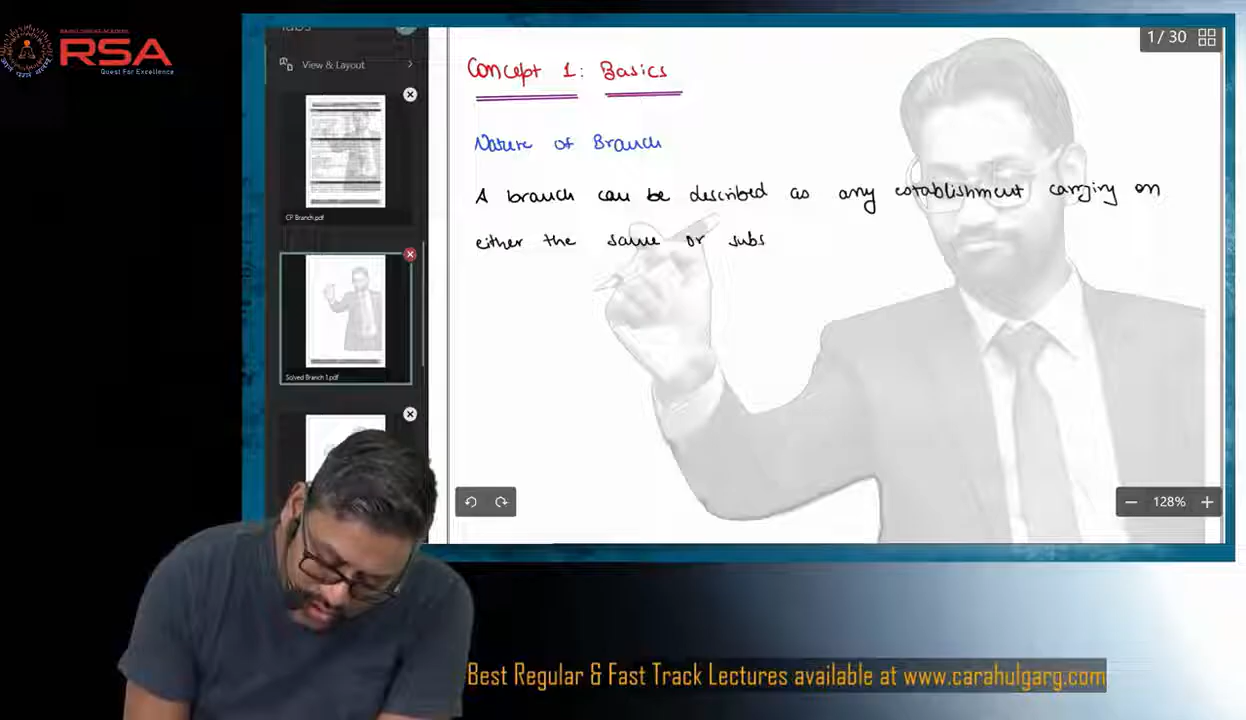 RSA
Quest For Excellence
View & Layout
CP Branch.pdf
Solved Branch 1.pdf
1 / 30
Concept 1: Basics
Nature of Branch
A branch can be described as any establishment carrying on
either the same or subs
128%
Best Regular & Fast Track Lectures available at www.carahulgarg.com